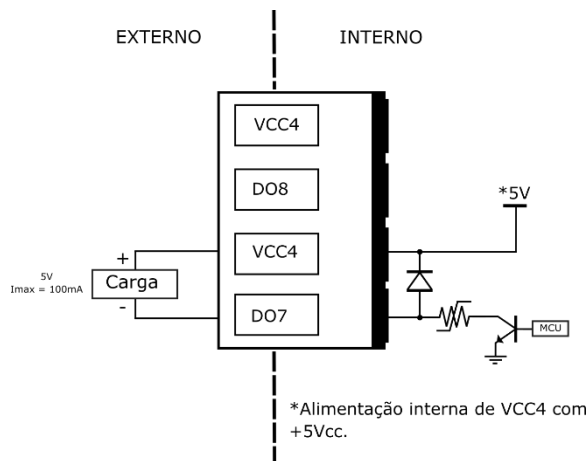 EXTERNO
INTERNO
VCC4
DO8
*5V
VCC4
+
5V
Imax = 100mA
Carga
-
DO7
MCU
*Alimentação interna de VCC4 com
+5Vcc.